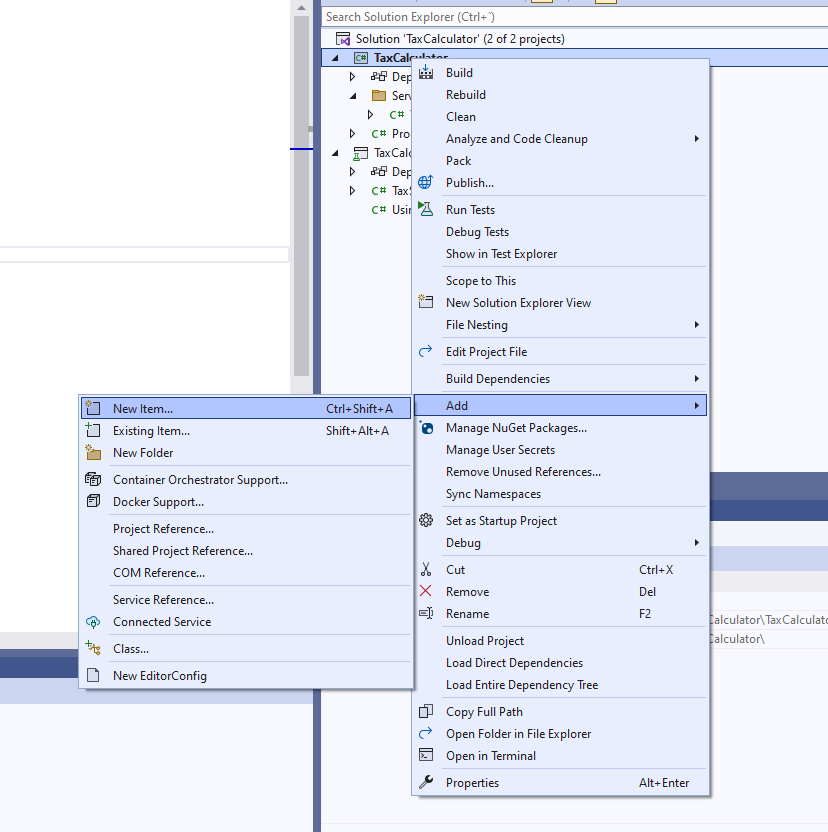 Search Solution Explorer (Ctrl+`)
Solution 'TaxCalculator' (2 of 2 projects)
TaxCalculator
Dep
Serv
C#
C# Pro
TaxCalc
Dep
C# TaxS
C# Usin
Build
Rebuild
Clean
Analyze and Code Cleanup
Pack
Publish...
Run Tests
Debug Tests
Show in Test Explorer
Scope to This
New Solution Explorer View
File Nesting
Edit Project File
Build Dependencies
Add
Manage NuGet Packages...
Manage User Secrets
Remove Unused References...
Sync Namespaces
Set as Startup Project
Debug
Cut Ctrl+X
Remove Del
Rename F2
Unload Project
Load Direct Dependencies
Load Entire Dependency Tree
Copy Full Path
Open Folder in File Explorer
Open in Terminal
Properties Alt+Enter
New Item... Ctrl+Shift+A
Existing Item... Shift+Alt+A
New Folder
Container Orchestrator Support...
Docker Support...
Project Reference...
Shared Project Reference...
COM Reference...
Service Reference...
Connected Service
Class...
New EditorConfig
Calculator\TaxCalculato
Calculator\